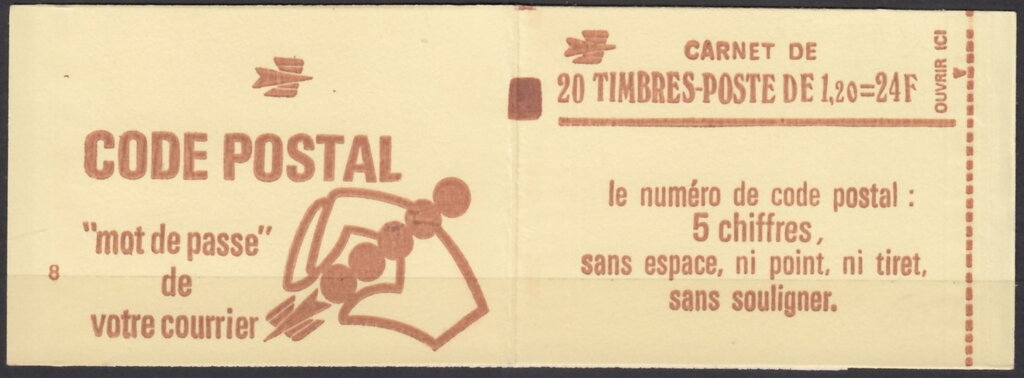 CODE POSTAL
"mot de passe"
de
votre courrier
8
CARNET DE
20 TIMBRES-POSTE DE 1,20=24F
OUVRIR ICI
le numéro de code postal :
5 chiffres,
sans espace, ni point, ni tiret,
sans souligner.